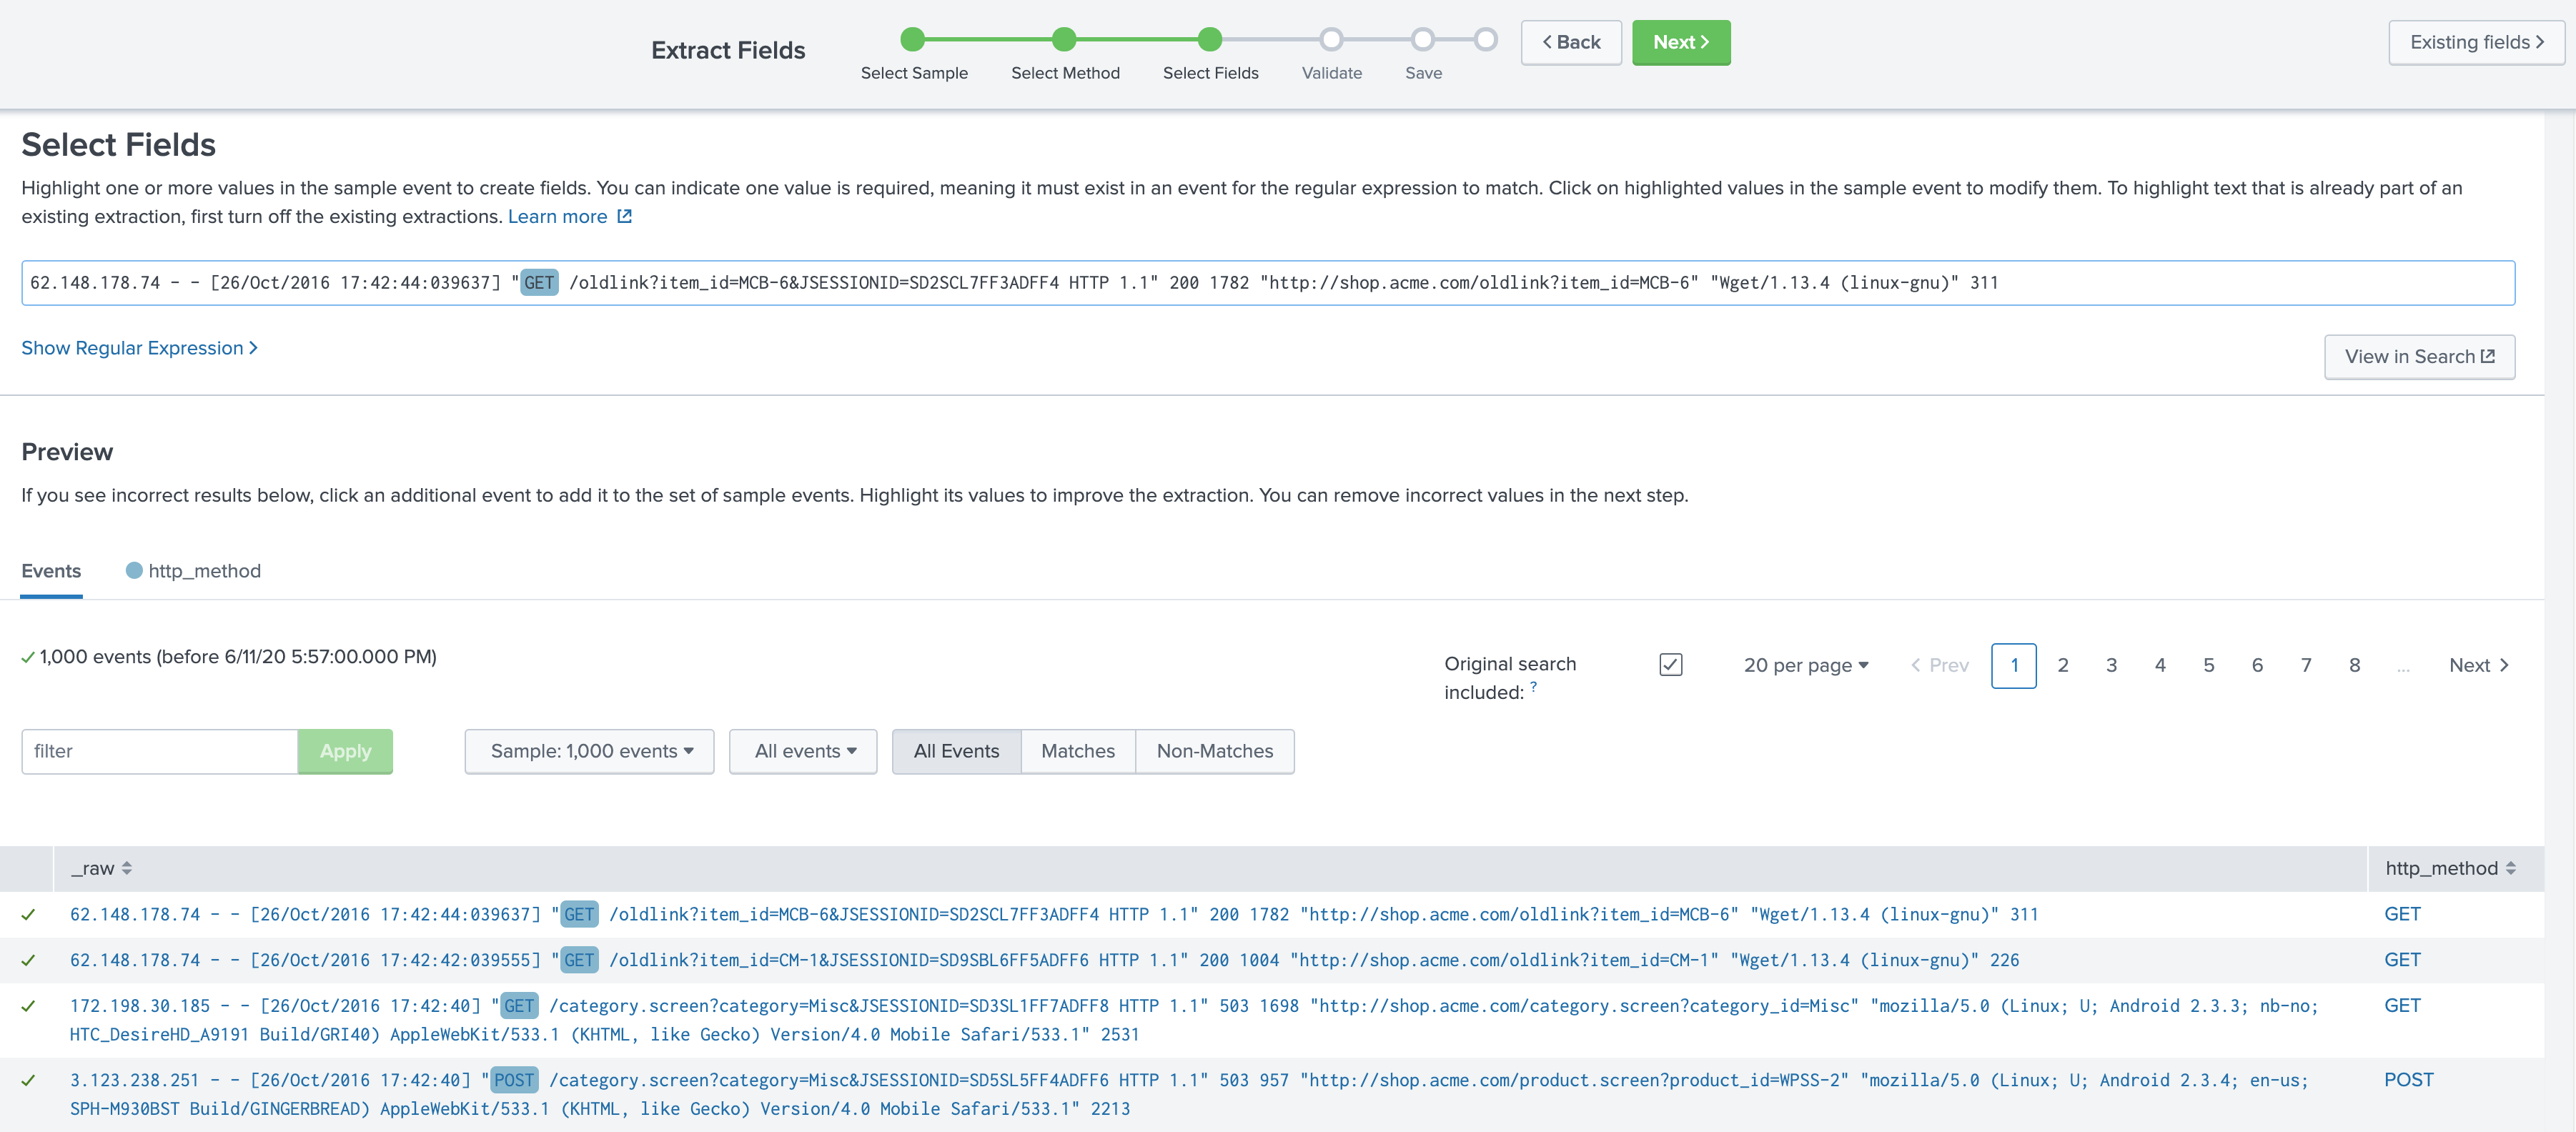 Extract Fields
Select Sample
Select Method
Select Fields
Validate
Save
Back
Next
Existing fields
Select Fields
Highlight one or more values in the sample event to create fields. You can indicate one value is required, meaning it must exist in an event for the regular expression to match. Click on highlighted values in the sample event to modify them. To highlight text that is already part of an
existing extraction, first turn off the existing extractions. Learn more
62.148.178.74 - - [26/Oct/2016 17:42:44:039637] "GET /oldlink?item_id=MCB-6&JSESSIONID=SD2SCL7FF3ADFF4 HTTP 1.1" 200 1782 "http://shop.acme.com/oldlink?item_id=MCB-6" "Wget/1.13.4 (linux-gnu)" 311
Show Regular Expression >
View in Search
Preview
If you see incorrect results below, click an additional event to add it to the set of sample events. Highlight its values to improve the extraction. You can remove incorrect values in the next step.
Events
http_method
1,000 events (before 6/11/20 5:57:00.000 PM)
Original search
included: ?
20 per page
< Prev 1 2 3 4 5 6 7 8 ... Next >
filter
Apply
Sample: 1,000 events
All events
All Events
Matches
Non-Matches
_raw
http_method
62.148.178.74 - - [26/Oct/2016 17:42:44:039637] "GET /oldlink?item_id=MCB-6&JSESSIONID=SD2SCL7FF3ADFF4 HTTP 1.1" 200 1782 "http://shop.acme.com/oldlink?item_id=MCB-6" "Wget/1.13.4 (linux-gnu)" 311
GET
62.148.178.74 - - [26/Oct/2016 17:42:42:039555] "GET /oldlink?item_id=CM-1&JSESSIONID=SD9SBL6FF5ADFF6 HTTP 1.1" 200 1004 "http://shop.acme.com/oldlink?item_id=CM-1" "Wget/1.13.4 (linux-gnu)" 226
GET
172.198.30.185 - - [26/Oct/2016 17:42:40] "GET /category.screen?category=Misc&JSESSIONID=SD3SL1FF7ADFF8 HTTP 1.1" 503 1698 "http://shop.acme.com/category.screen?category_id=Misc" "mozilla/5.0 (Linux; U; Android 2.3.3; nb-no;
HTC_DesireHD_A9191 Build/GRI40) AppleWebKit/533.1 (KHTML, like Gecko) Version/4.0 Mobile Safari/533.1" 2531
GET
3.123.238.251 - - [26/Oct/2016 17:42:40] "POST /category.screen?category=Misc&JSESSIONID=SD5SL5FF4ADFF6 HTTP 1.1" 503 957 "http://shop.acme.com/product.screen?product_id=WPSS-2" "mozilla/5.0 (Linux; U; Android 2.3.4; en-us;
SPH-M930BST Build/GINGERBREAD) AppleWebKit/533.1 (KHTML, like Gecko) Version/4.0 Mobile Safari/533.1" 2213
POST